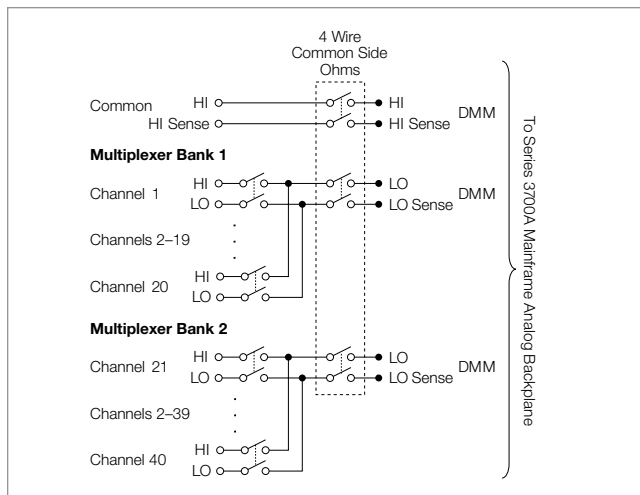 4 Wire
Common Side
Ohms
Common HI HI DMM
HI Sense HI Sense
Multiplexer Bank 1
Channel 1 HI LO DMM
LO LO Sense
Channels 2–19
Channel 20 HI
LO
Multiplexer Bank 2
Channel 21 HI LO DMM
LO LO Sense
Channels 2–39
Channel 40 HI
LO
To Series 3700A Mainframe Analog Backplane